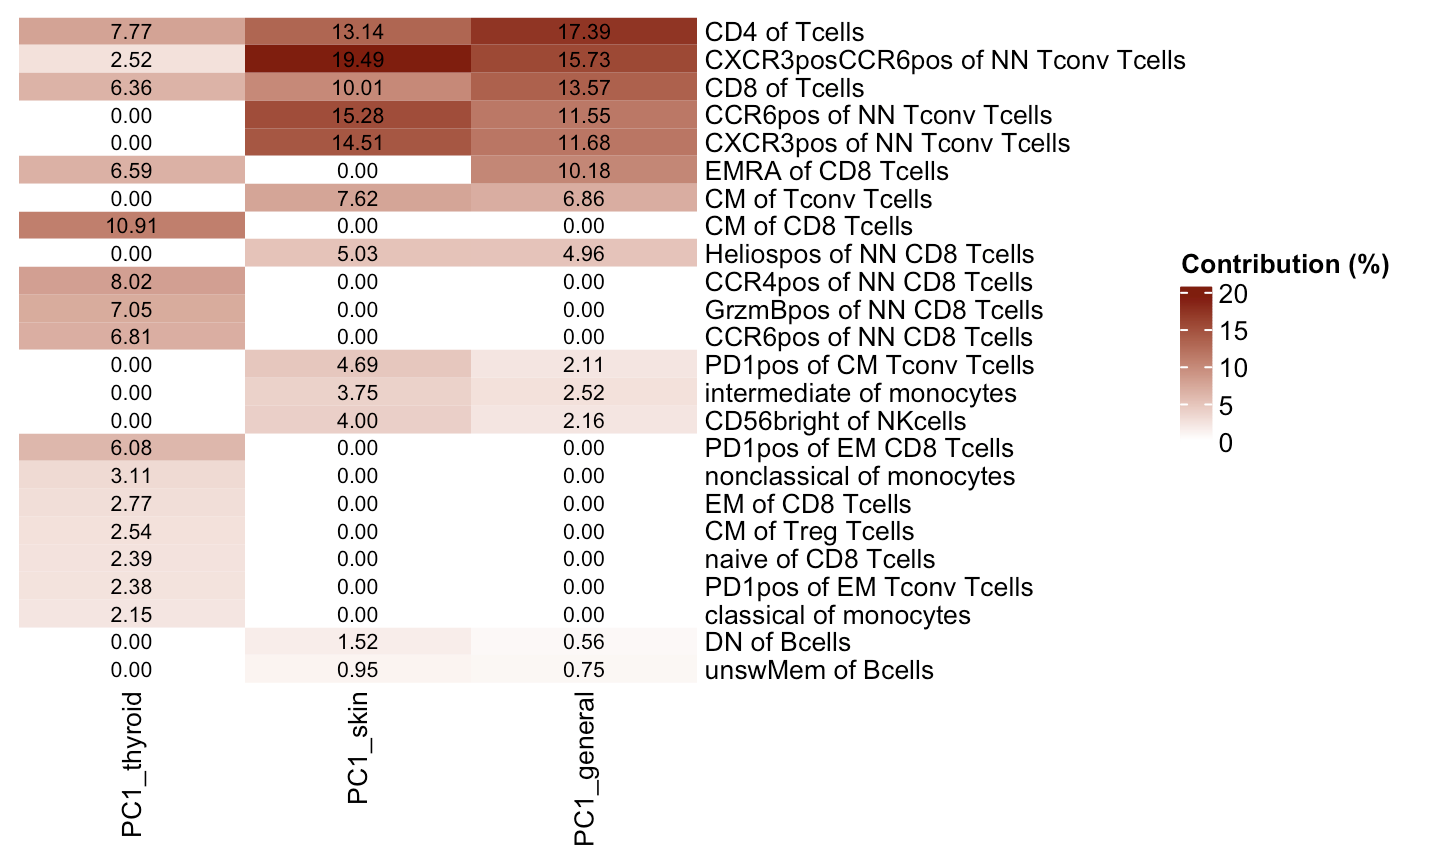 7.77 13.14 17.39 CD4 of Tcells
2.52 19.49 15.73 CXCR3posCCR6pos of NN Tconv Tcells
6.36 10.01 13.57 CD8 of Tcells
0.00 15.28 11.55 CCR6pos of NN Tconv Tcells
0.00 14.51 11.68 CXCR3pos of NN Tconv Tcells
6.59 0.00 10.18 EMRA of CD8 Tcells
0.00 7.62 6.86 CM of Tconv Tcells
10.91 0.00 0.00 CM of CD8 Tcells
0.00 5.03 4.96 Heliospos of NN CD8 Tcells
8.02 0.00 0.00 CCR4pos of NN CD8 Tcells
7.05 0.00 0.00 GrzmBpos of NN CD8 Tcells
6.81 0.00 0.00 CCR6pos of NN CD8 Tcells
0.00 4.69 2.11 PD1pos of CM Tconv Tcells
0.00 3.75 2.52 intermediate of monocytes
0.00 4.00 2.16 CD56bright of NKcells
6.08 0.00 0.00 PD1pos of EM CD8 Tcells
3.11 0.00 0.00 nonclassical of monocytes
2.77 0.00 0.00 EM of CD8 Tcells
2.54 0.00 0.00 CM of Treg Tcells
2.39 0.00 0.00 naive of CD8 Tcells
2.38 0.00 0.00 PD1pos of EM Tconv Tcells
2.15 0.00 0.00 classical of monocytes
0.00 1.52 0.56 DN of Bcells
0.00 0.95 0.75 unswMem of Bcells
PC1_thyroid
PC1_skin
PC1_general
Contribution (%)
20
15
10
5
0